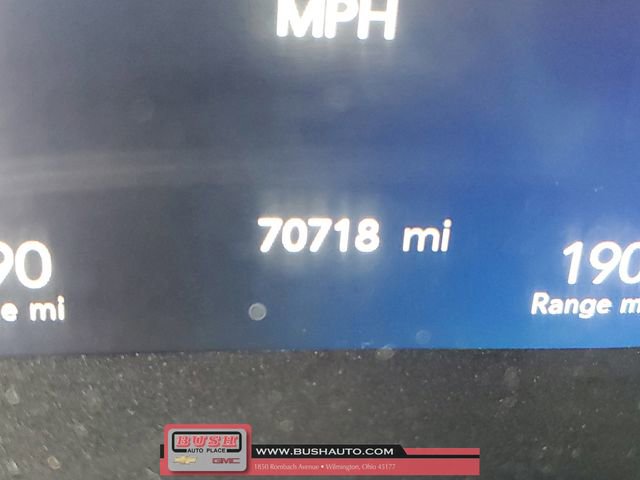 MPH
70718 mi
90
190
e mi
Range m
BUSH
AUTO PLACE
GMC
WWW.BUSHAUTO.COM
1850 Rombach Avenue • Wilmington, Ohio 45177